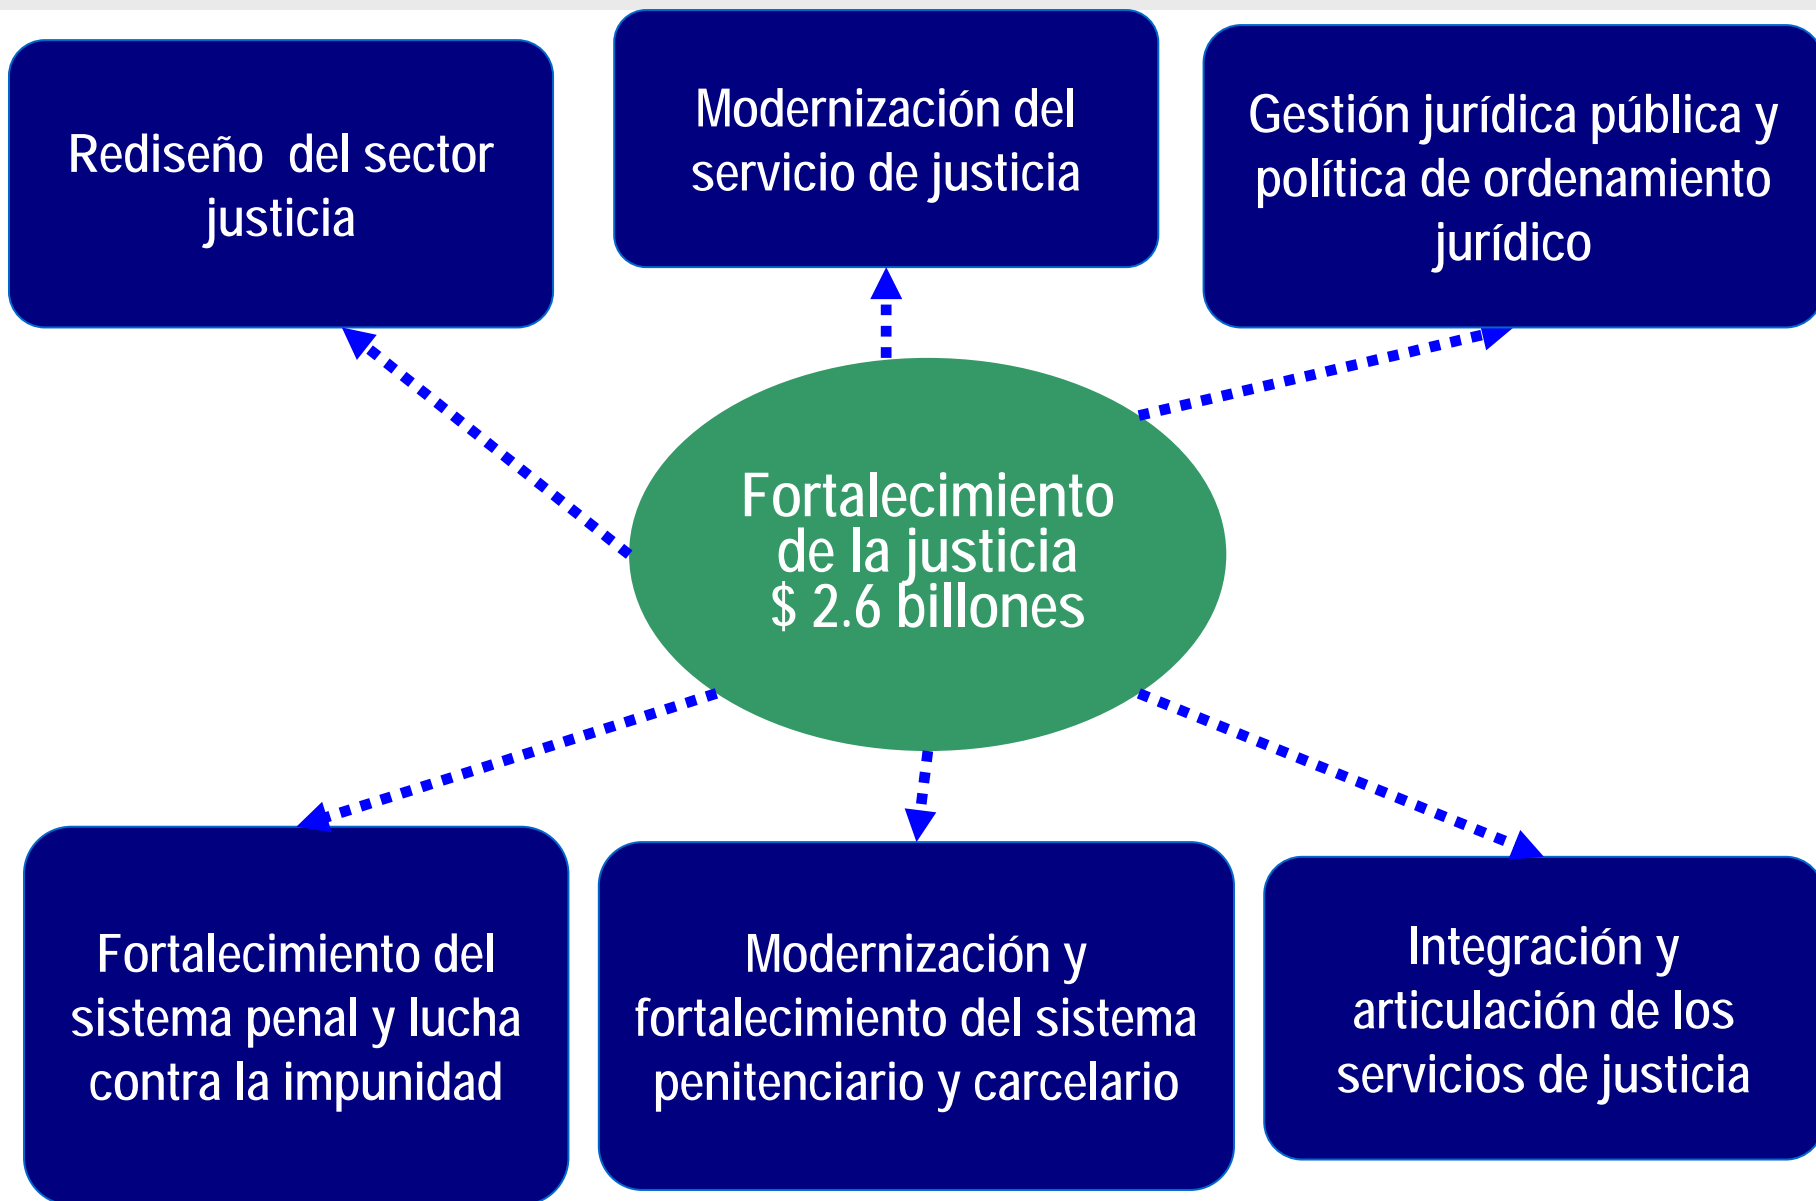 Rediseño del sector
justicia
Modernización del
servicio de justicia
Gestión jurídica pública y
política de ordenamiento
jurídico
Fortalecimiento
de la justicia
$ 2.6 billones
Fortalecimiento del
sistema penal y lucha
contra la impunidad
Modernización y
fortalecimiento del sistema
penitenciario y carcelario
Integración y
articulación de los
servicios de justicia